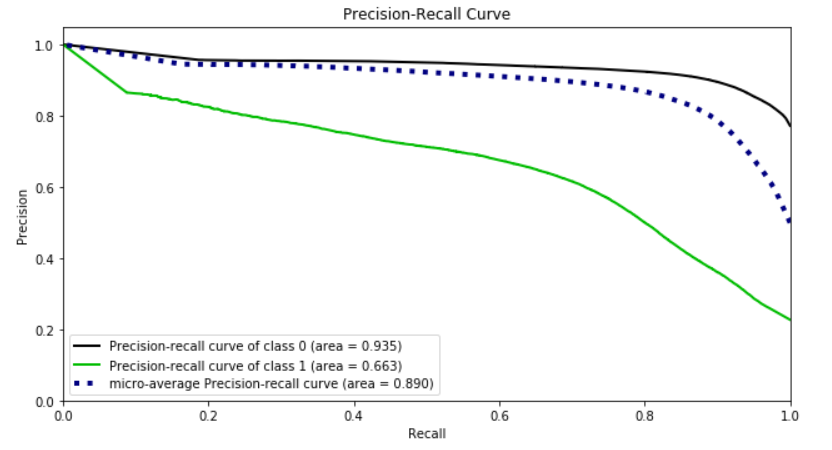 Precision-Recall Curve
1.0
0.8
0.6
0.4
0.2
0.0
Precision
Precision-recall curve of class 0 (area = 0.935)
Precision-recall curve of class 1 (area = 0.663)
micro-average Precision-recall curve (area = 0.890)
0.0 0.2 0.4 0.6 0.8 1.0
Recall